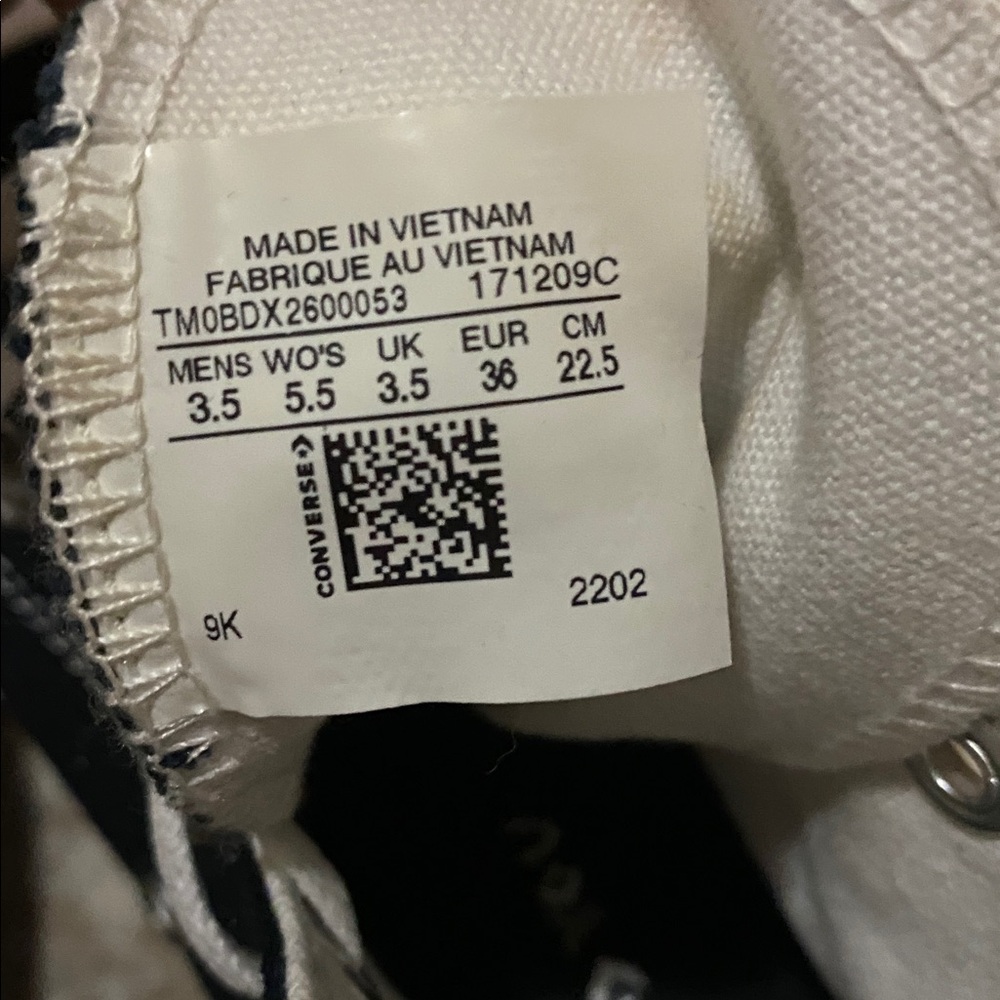 MADE IN VIETNAM
FABRIQUE AU VIETNAM
TM0BDX2600053 171209C
MENS WO'S UK EUR CM
3.5 5.5 3.5 36 22.5
CONVERSE
9K 2202